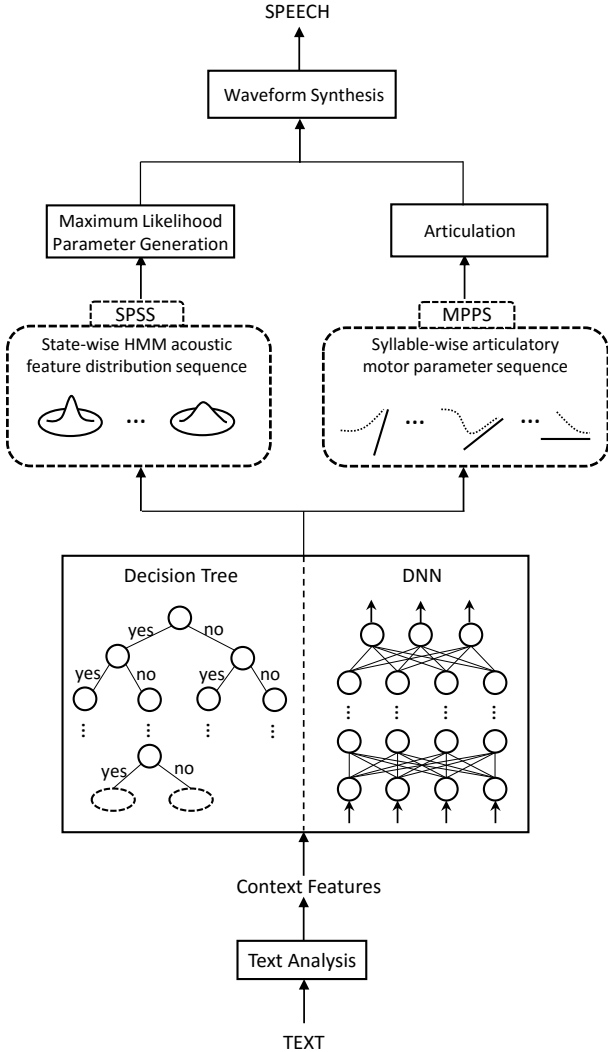 SPEECH
Waveform Synthesis
Maximum Likelihood
Parameter Generation
Articulation
SPSS
MPPS
State-wise HMM acoustic
feature distribution sequence
Syllable-wise articulatory
motor parameter sequence
...
... ...
Decision Tree
DNN
yes no
yes no yes no
yes no
Context Features
Text Analysis
TEXT